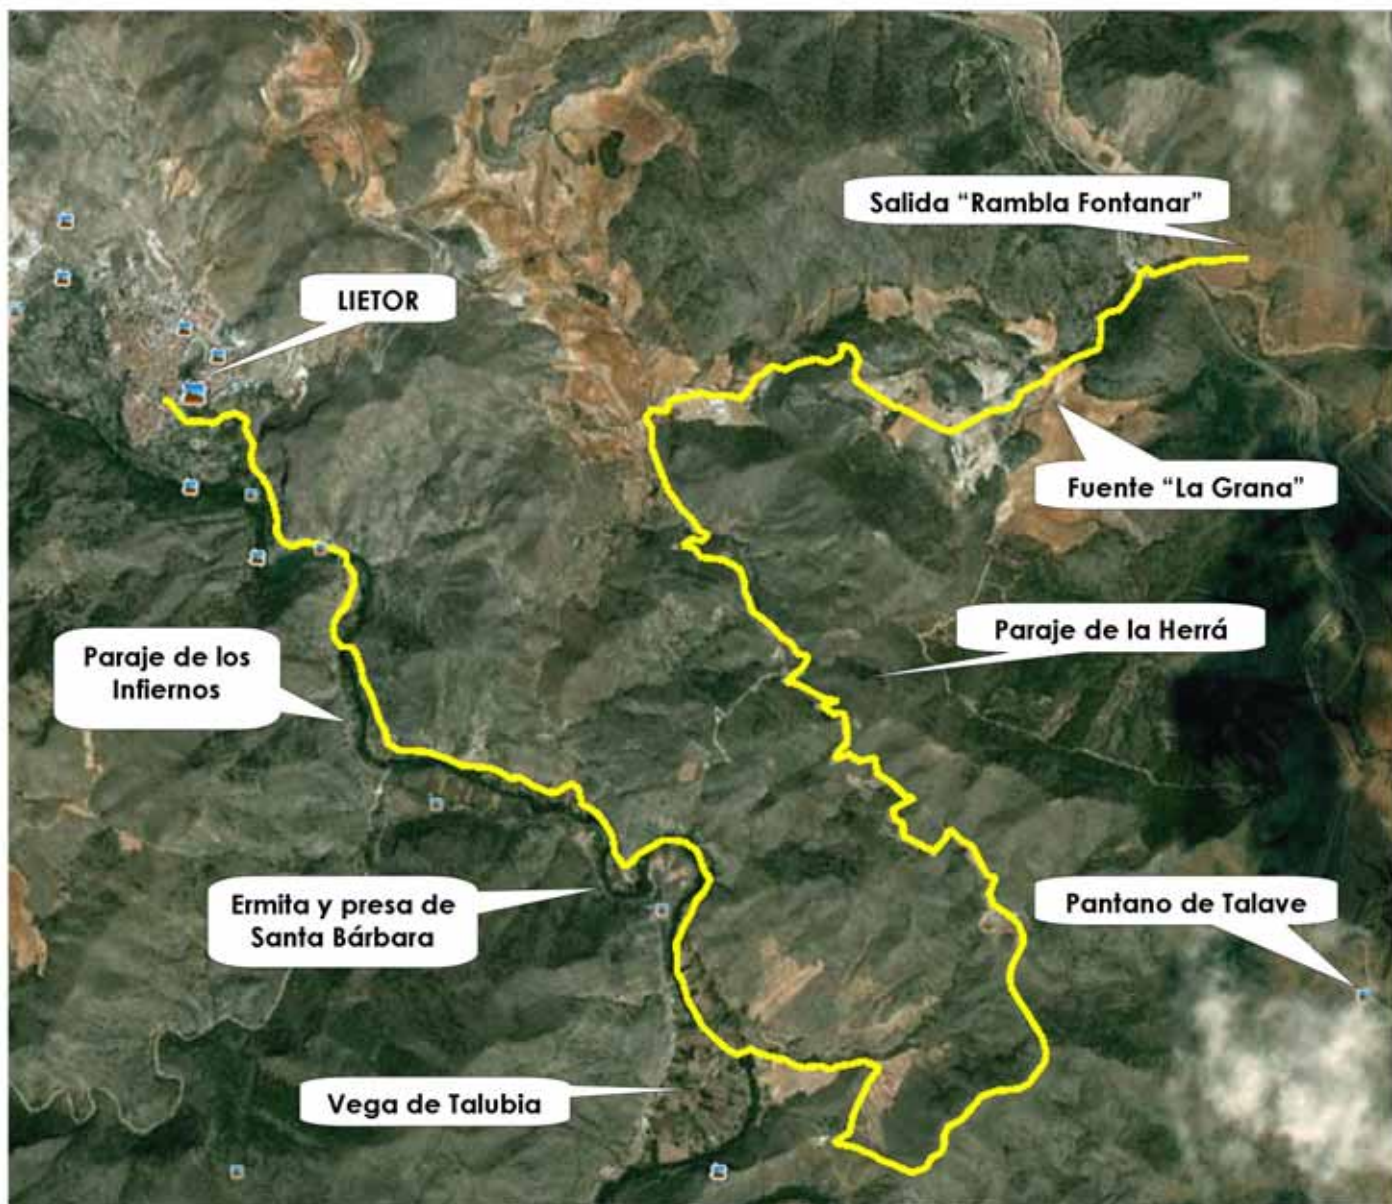 Salida “Rambla Fontanar”
LIETOR
Fuente “La Grana”
Paraje de la Herrá
Paraje de los
Infiernos
Ermita y presa de
Santa Bárbara
Pantano de Talave
Vega de Talubia